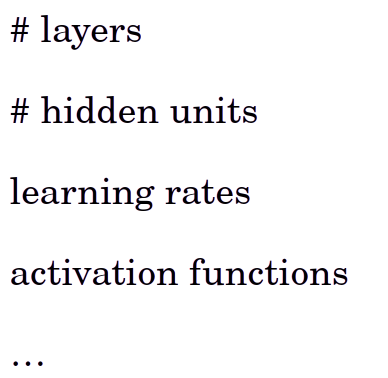 # layers
# hidden units
learning rates
activation functions
...